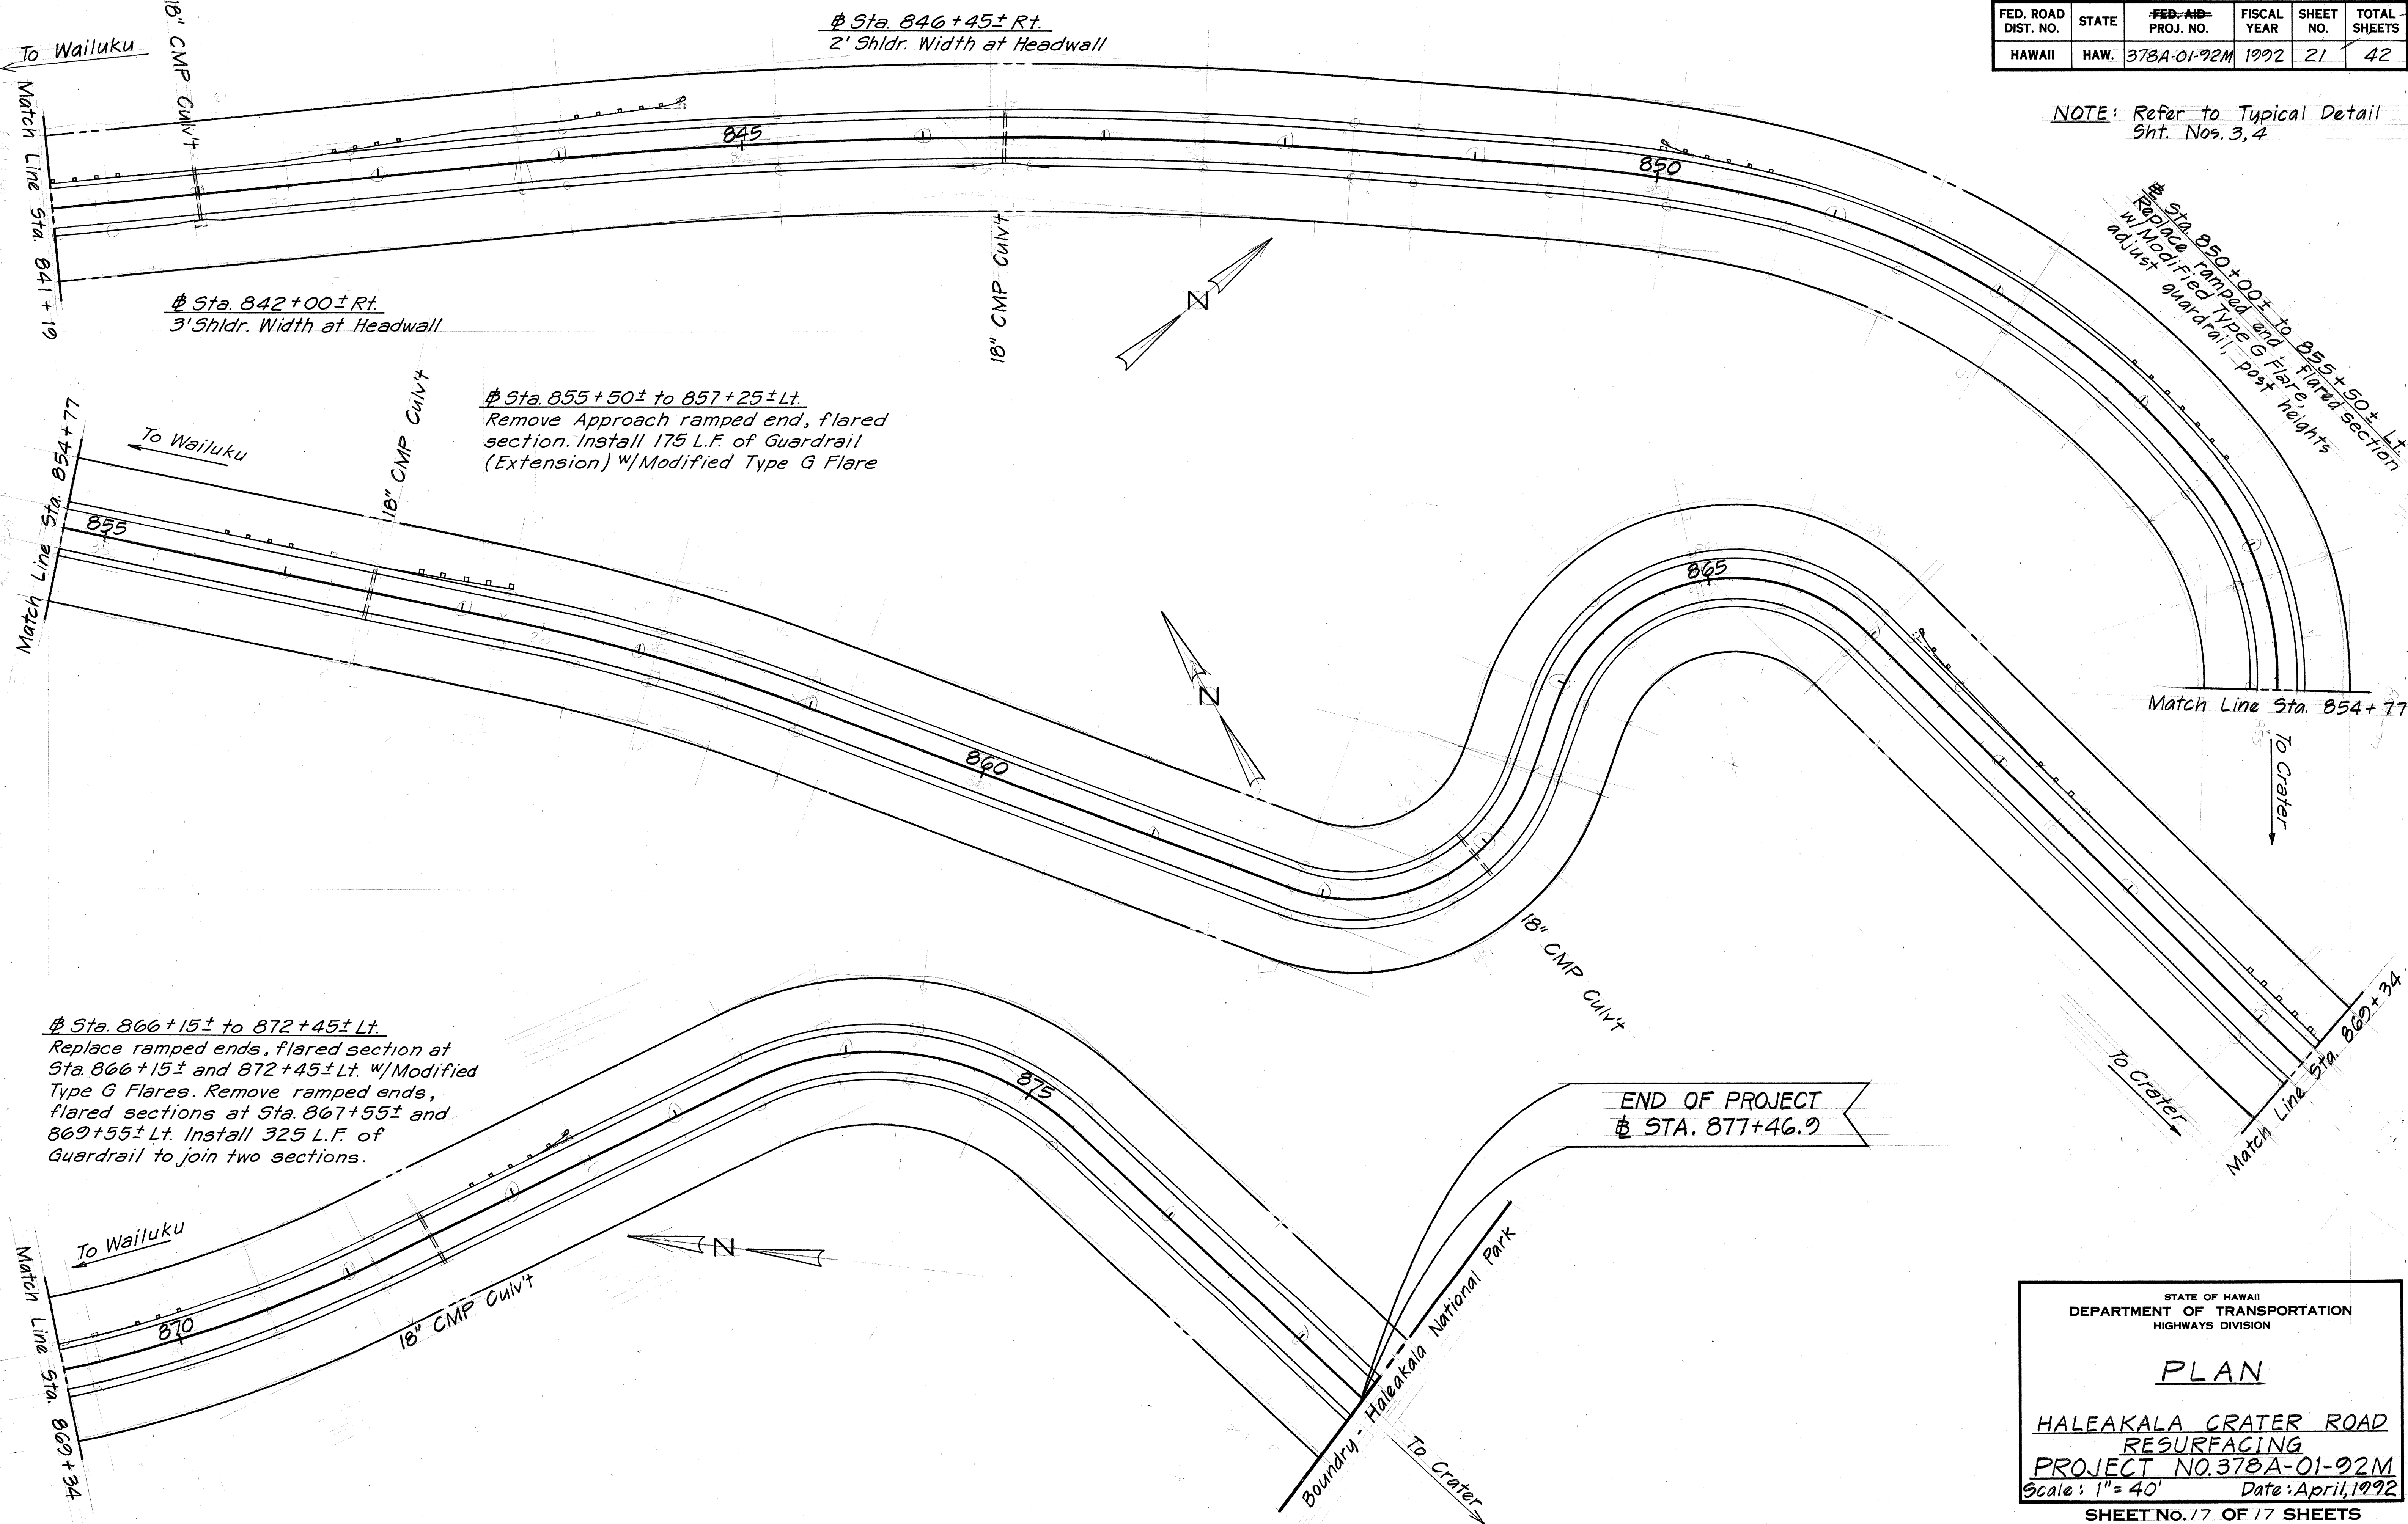 FED. ROAD DIST. NO. STATE FED. AID PROJ. NO. FISCAL YEAR SHEET NO. TOTAL SHEETS
HAWAII HAW. 378A-01-92M 1992 21 42
NOTE: Refer to Typical Detail
Sht. Nos. 3, 4
To Wailuku
18" CMP Culv't
℄ Sta. 846+45± Rt.
2' Shldr. Width at Headwall
Match Line Sta. 841+19
845
850
18" CMP Culv't
N
℄ Sta. 842+00± Rt.
3' Shldr. Width at Headwall
℄ Sta. 850+00± to 855+50± Lt.
Replace ramped end, flared section
w/Modified Type G Flare,
adjust guardrail, post heights
Match Line Sta. 854+77
To Crater
℄ Sta. 855+50± to 857+25± Lt.
Remove Approach ramped end, flared
section. Install 175 L.F. of Guardrail
(Extension) w/Modified Type G Flare
Match Line Sta. 854+77
To Wailuku
18" CMP Culv't
855
860
865
N
18" CMP Culv't
To Crater
Match Line Sta. 869+34
℄ Sta. 866+15± to 872+45± Lt.
Replace ramped ends, flared section at
Sta. 866+15± and 872+45± Lt. w/Modified
Type G Flares. Remove ramped ends,
flared sections at Sta. 867+55± and
869+55± Lt. Install 325 L.F. of
Guardrail to join two sections.
To Wailuku
Match Line Sta. 869+34
870
875
18" CMP Culv't
N
END OF PROJECT
℄ STA. 877+46.9
Boundry - Haleakala National Park
To Crater
STATE OF HAWAII
DEPARTMENT OF TRANSPORTATION
HIGHWAYS DIVISION
PLAN
HALEAKALA CRATER ROAD
RESURFACING
PROJECT NO. 378A-01-92M
Scale: 1"=40' Date: April, 1992
SHEET No. 17 OF 17 SHEETS